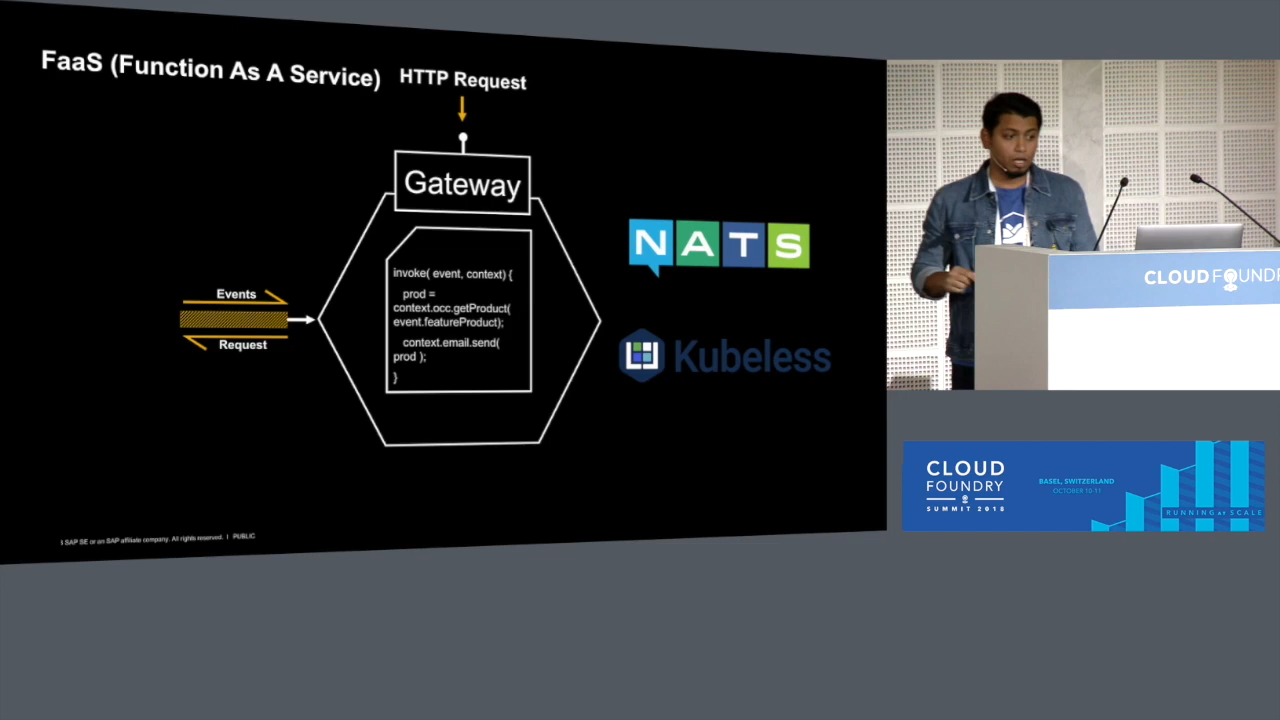 FaaS (Function As A Service)
HTTP Request
Gateway
invoke( event, context) {
prod =
context.occ.getProduct(
event.featureProduct);
context.email.send(
prod );
}
Events
Request
NATS
Kubeless
SAP SE or an SAP affiliate company. All rights reserved. I PUBLIC
CLOUD
CLOUD
FOUNDRY
SUMMIT 2018
BASEL, SWITZERLAND
OCTOBER 10-11
RUNNING AT SCALE